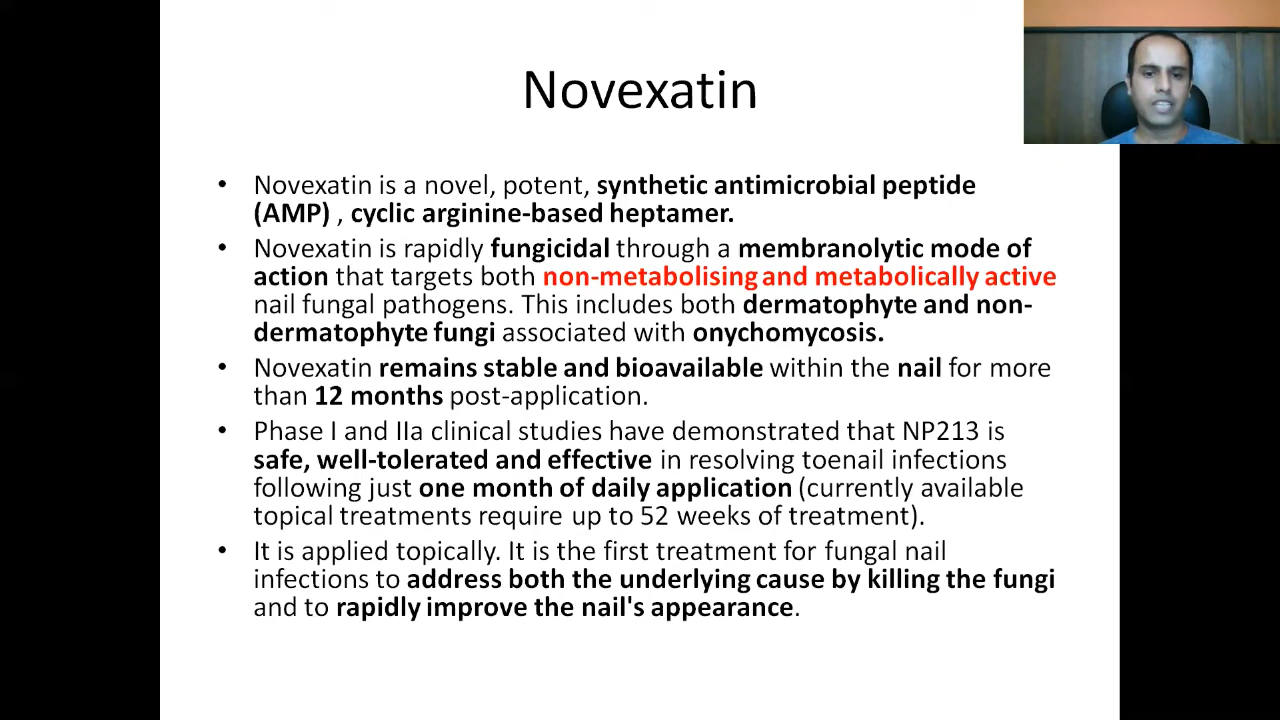 Novexatin
• Novexatin is a novel, potent, synthetic antimicrobial peptide
(AMP) , cyclic arginine-based heptamer.
• Novexatin is rapidly fungicidal through a membranolytic mode of
action that targets both non-metabolising and metabolically active
nail fungal pathogens. This includes both dermatophyte and non-
dermatophyte fungi associated with onychomycosis.
• Novexatin remains stable and bioavailable within the nail for more
than 12 months post-application.
• Phase I and IIa clinical studies have demonstrated that NP213 is
safe, well-tolerated and effective in resolving toenail infections
following just one month of daily application (currently available
topical treatments require up to 52 weeks of treatment).
• It is applied topically. It is the first treatment for fungal nail
infections to address both the underlying cause by killing the fungi
and to rapidly improve the nail's appearance.